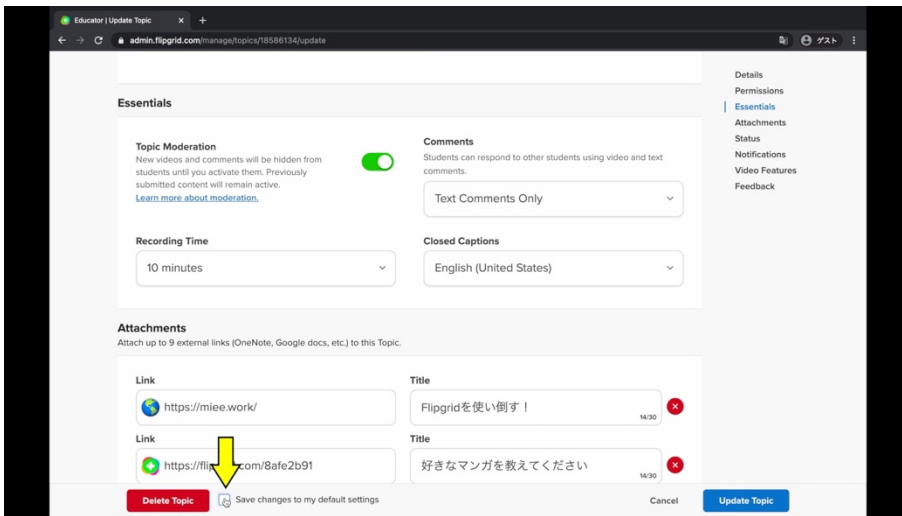 Educator | Update Topic
admin.flipgrid.com/manage/topics/18586134/update
ゲスト
Details
Permissions
Essentials
Attachments
Status
Notifications
Video Features
Feedback
Essentials
Topic Moderation
New videos and comments will be hidden from
students until you activate them. Previously
submitted content will remain active.
Learn more about moderation.
Comments
Students can respond to other students using video and text
comments.
Text Comments Only
Recording Time
10 minutes
Closed Captions
English (United States)
Attachments
Attach up to 9 external links (OneNote, Google docs, etc.) to this Topic.
Link
https://miee.work/
Title
Flipgridを使い倒す！
14/30
Link
https://flip com/8afe2b91
Title
好きなマンガを教えてください
14/30
Delete Topic
Save changes to my default settings
Cancel
Update Topic